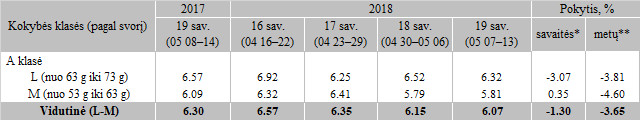 Kokybės klasės (pagal svorį) 2017 2018 Pokytis, %
19 sav. (05 08–14) 16 sav. (04 16–22) 17 sav. (04 23–29) 18 sav. (04 30–05 06) 19 sav. (05 07–13) savaitės* metų**
A klasė
L (nuo 63 g iki 73 g) 6.57 6.92 6.25 6.52 6.32 -3.07 -3.81
M (nuo 53 g iki 63 g) 6.09 6.32 6.41 5.79 5.81 0.35 -4.60
Vidutinė (L-M) 6.30 6.57 6.35 6.15 6.07 -1.30 -3.65